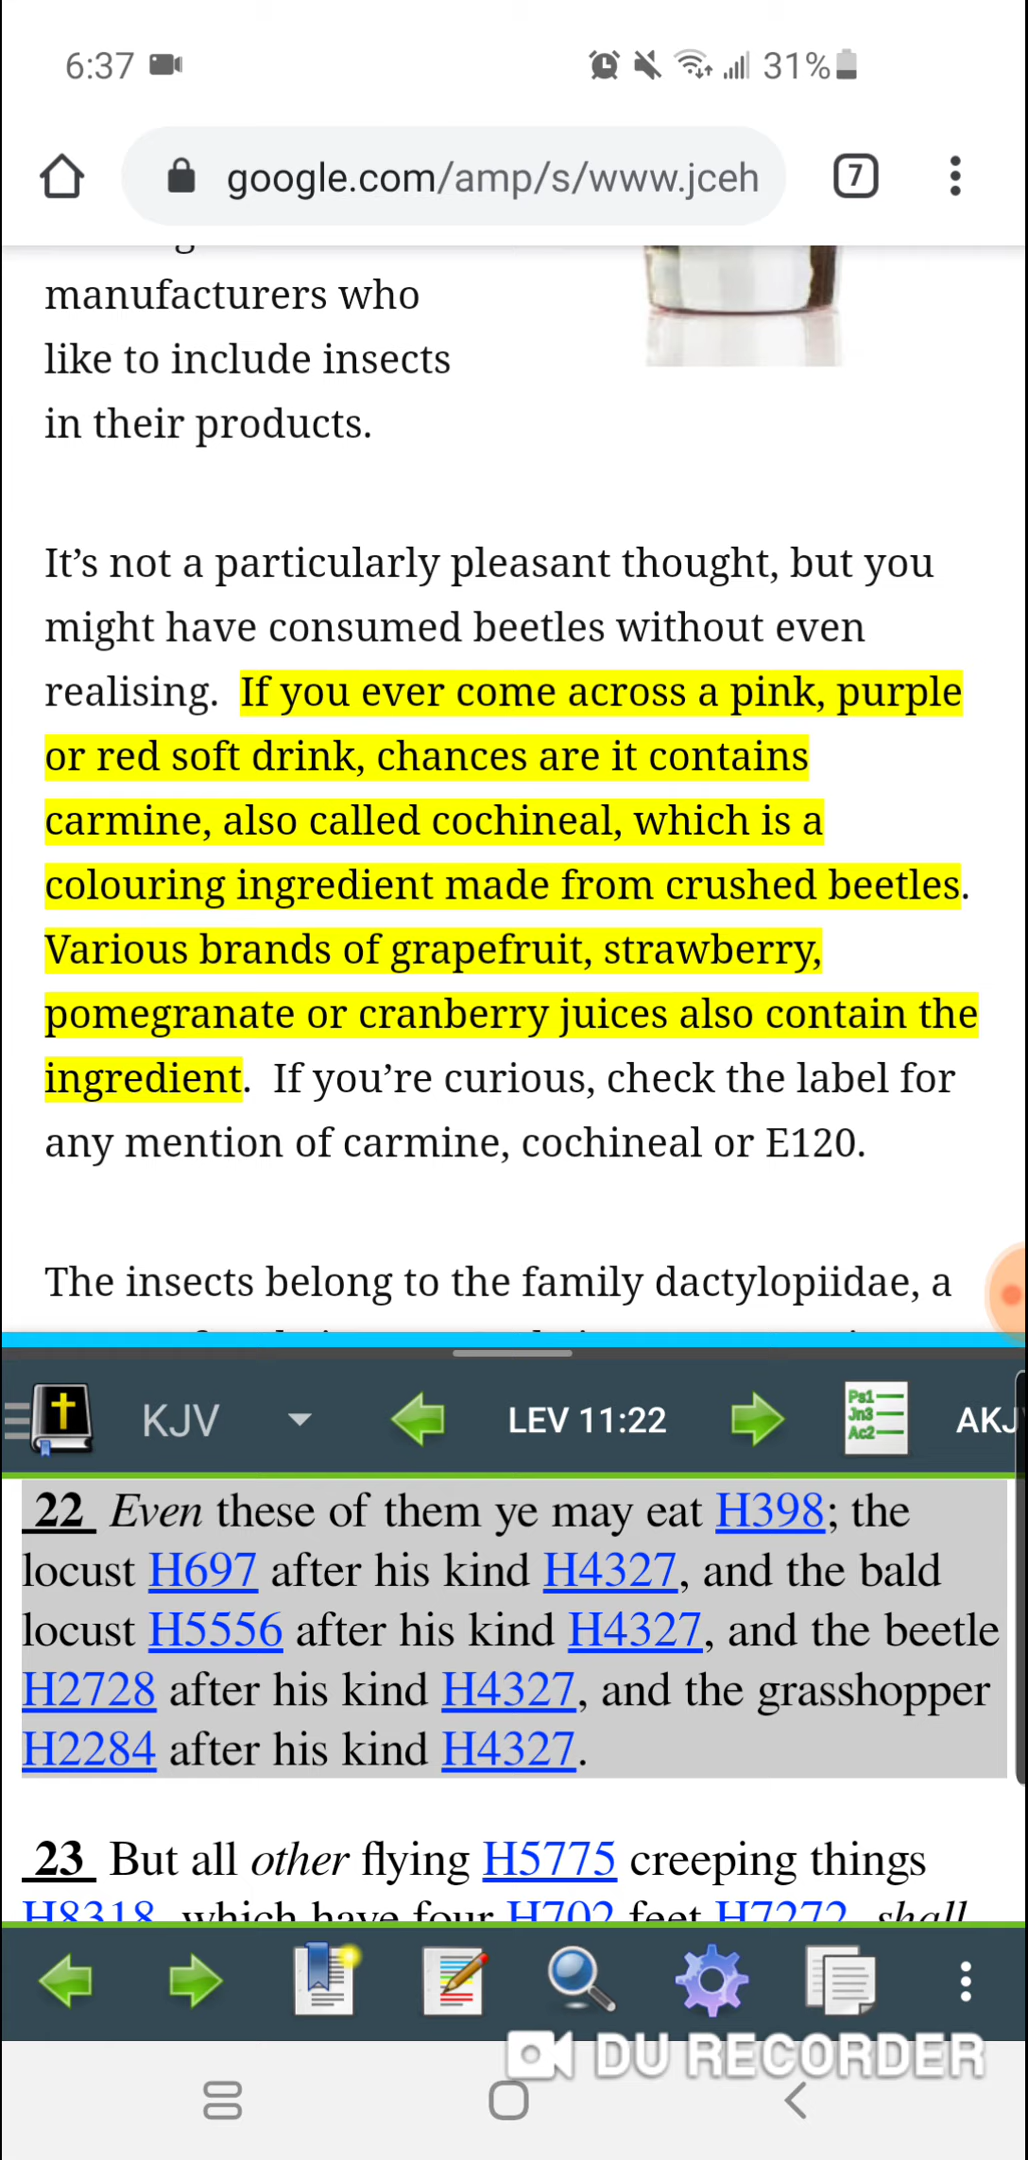 6:37 31%
google.com/amp/s/www.jceh 7
manufacturers who
like to include insects
in their products.
It's not a particularly pleasant thought, but you
might have consumed beetles without even
realising. If you ever come across a pink, purple
or red soft drink, chances are it contains
carmine, also called cochineal, which is a
colouring ingredient made from crushed beetles.
Various brands of grapefruit, strawberry,
pomegranate or cranberry juices also contain the
ingredient. If you're curious, check the label for
any mention of carmine, cochineal or E120.
The insects belong to the family dactylopiidae, a
KJV LEV 11:22 Ps1 Jn3 Ac2 AKJ
22 Even these of them ye may eat H398; the
locust H697 after his kind H4327, and the bald
locust H5556 after his kind H4327, and the beetle
H2728 after his kind H4327, and the grasshopper
H2284 after his kind H4327.
23 But all other flying H5775 creeping things
H8318, which have four H702 feet H7272, shall
DU RECORDER